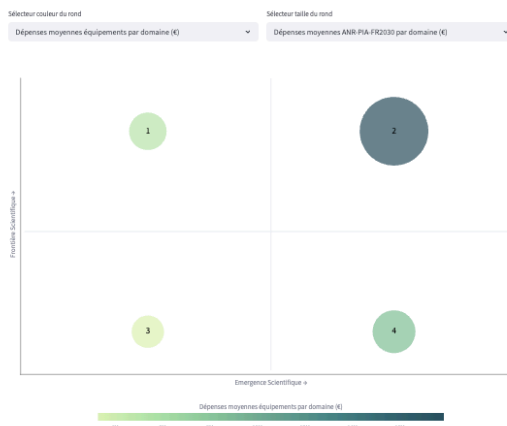 Sélecteur couleur du rond
Sélecteur taille du rond
Dépenses moyennes équipements par domaine (€)
Dépenses moyennes ANR-PIA-FR2030 par domaine (€)
1
2
Frontière Scientifique →
3
4
Emergence Scientifique →
Dépenses moyennes équipements par domaine (€)